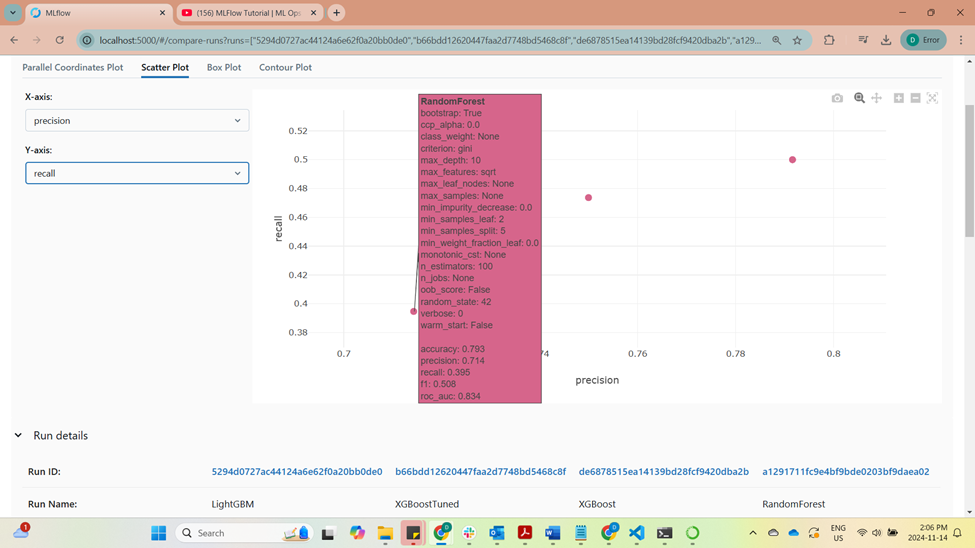 MLflow
(156) MLFlow Tutorial | ML Ops
localhost:5000/#/compare-runs?runs=["5294d0727ac44124a6e62f0a20bb0de0","b66bdd12620447faa2d7748bd5468c8f","de6878515ea14139bd28fcf9420dba2b","a129...
D Error
Parallel Coordinates Plot Scatter Plot Box Plot Contour Plot
X-axis:
precision
Y-axis:
recall
RandomForest
bootstrap: True
ccp_alpha: 0.0
class_weight: None
criterion: gini
max_depth: 10
max_features: sqrt
max_leaf_nodes: None
max_samples: None
min_impurity_decrease: 0.0
min_samples_leaf: 2
min_samples_split: 5
min_weight_fraction_leaf: 0.0
monotonic_cst: None
n_estimators: 100
n_jobs: None
oob_score: False
random_state: 42
verbose: 0
warm_start: False
accuracy: 0.793
precision: 0.714
recall: 0.395
f1: 0.508
roc_auc: 0.834
recall
0.52
0.5
0.48
0.46
0.44
0.42
0.4
0.38
0.7 74 0.76 0.78 0.8
precision
Run details
Run ID: 5294d0727ac44124a6e62f0a20bb0de0 b66bdd12620447faa2d7748bd5468c8f de6878515ea14139bd28fcf9420dba2b a1291711fc9e4bf9bde0203bf9daea02
Run Name: LightGBM XGBoostTuned XGBoost RandomForest
1
Search
ENG
US
2:06 PM
2024-11-14